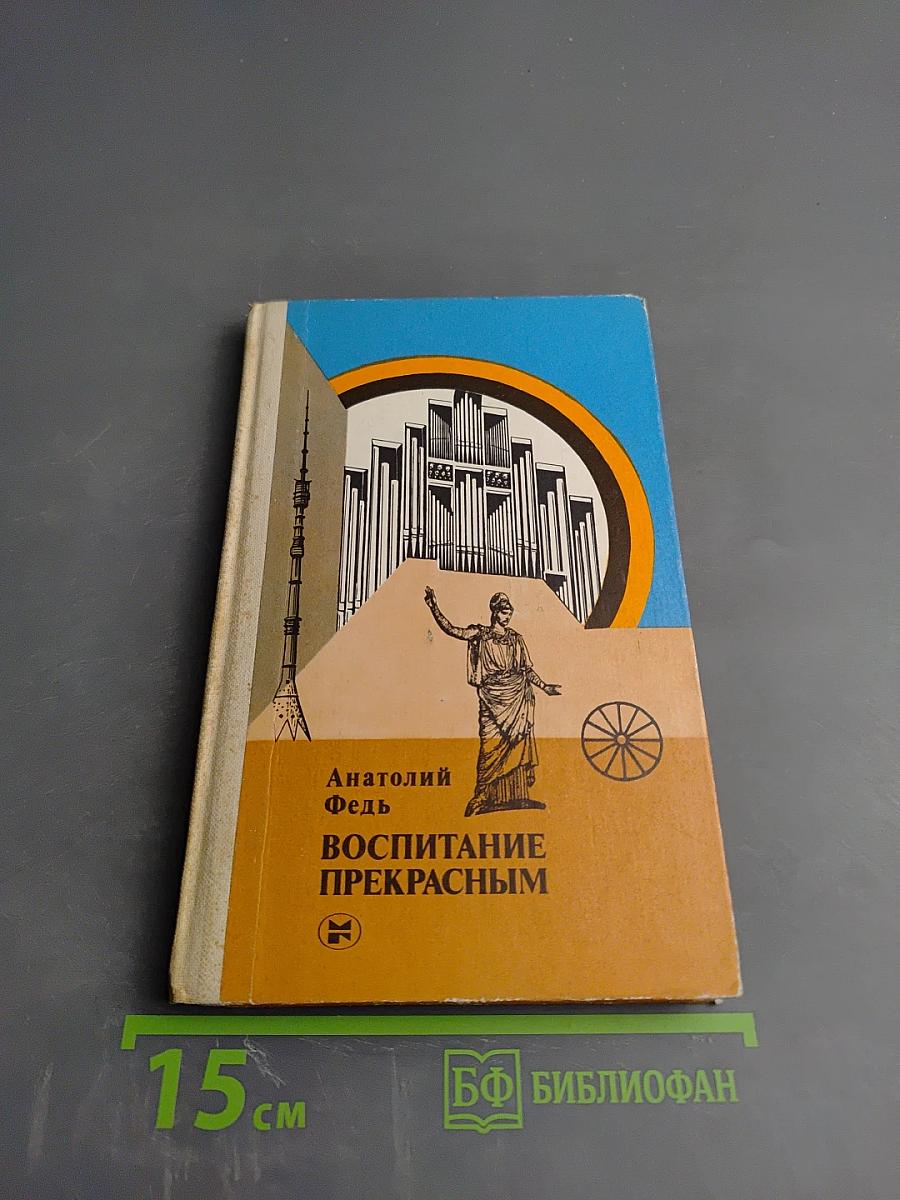 Анатолий
Федь
ВОСПИТАНИЕ
ПРЕКРАСНЫМ
15 см
БФ БИБЛИОФАН